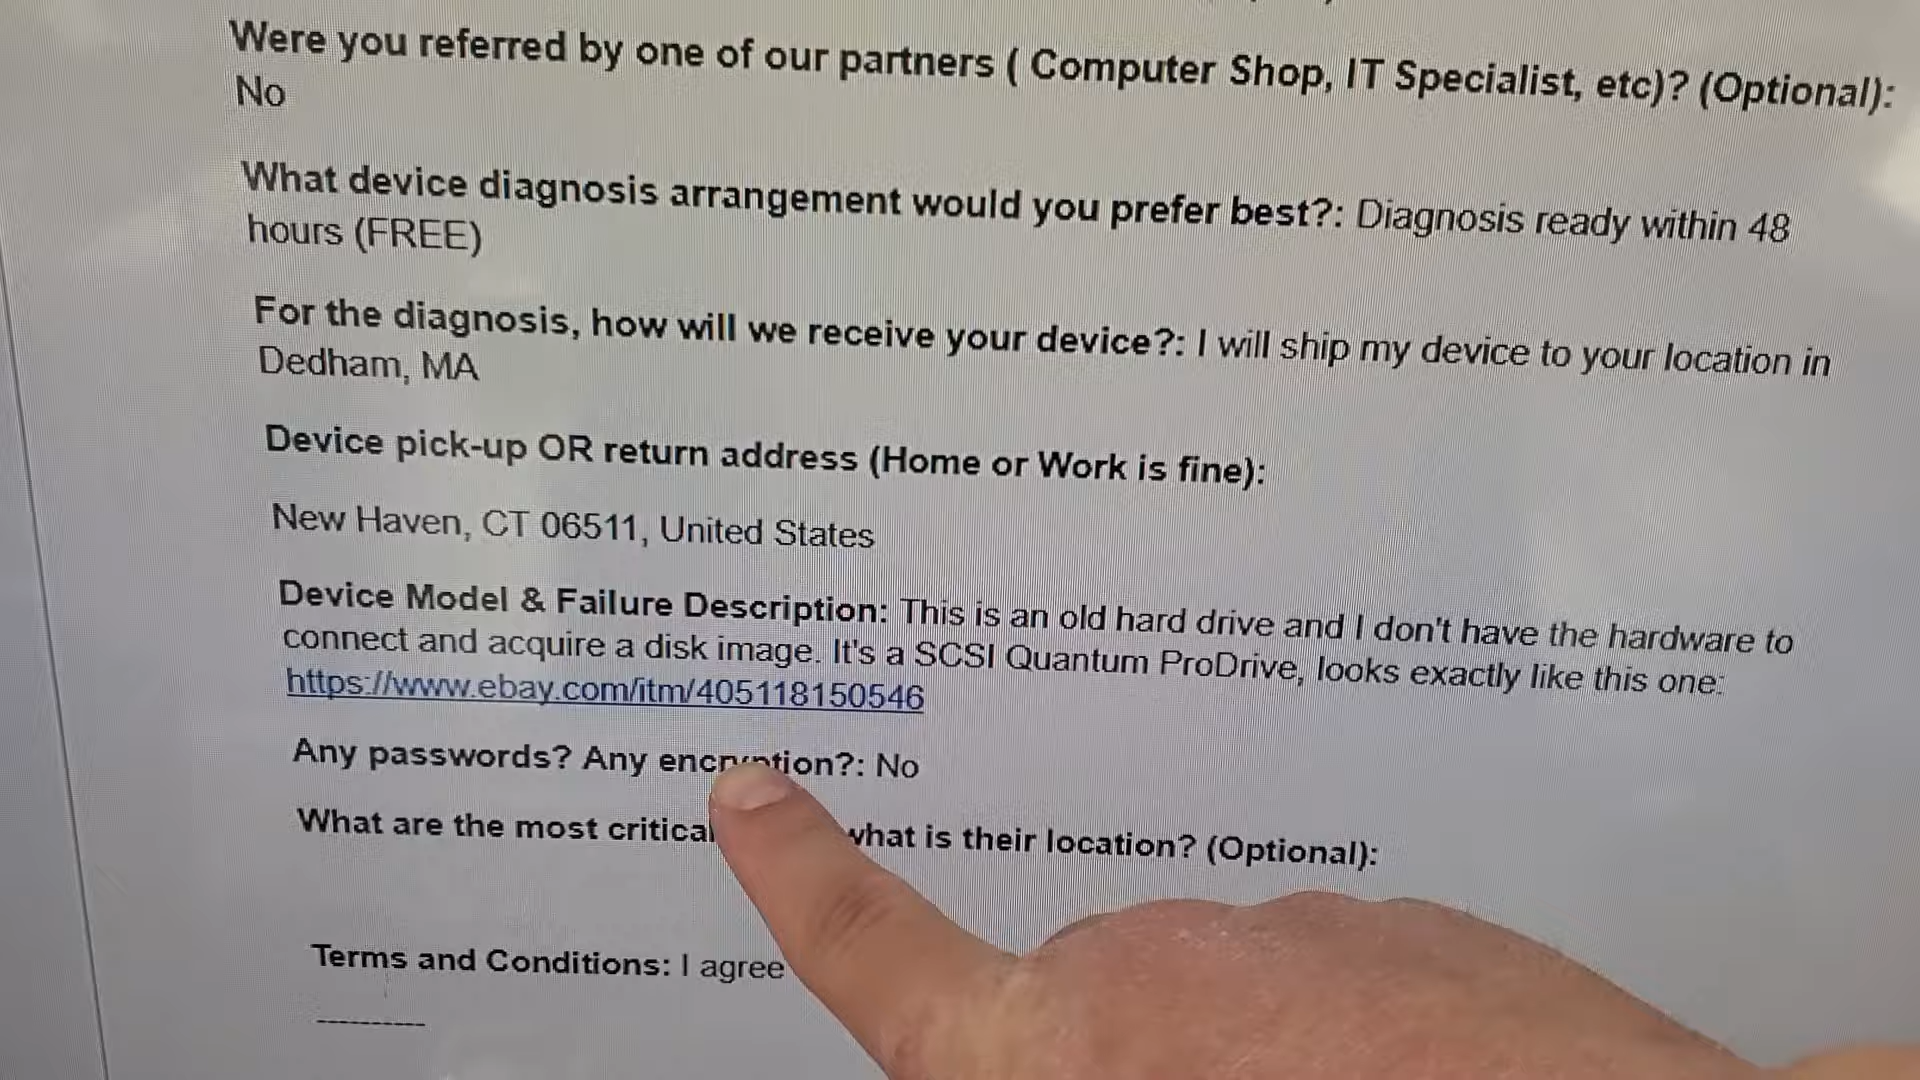 Were you referred by one of our partners ( Computer Shop, IT Specialist, etc)? (Optional):
No
What device diagnosis arrangement would you prefer best?: Diagnosis ready within 48
hours (FREE)
For the diagnosis, how will we receive your device?: I will ship my device to your location in
Dedham, MA
Device pick-up OR return address (Home or Work is fine):
New Haven, CT 06511, United States
Device Model & Failure Description: This is an old hard drive and I don't have the hardware to
connect and acquire a disk image. It's a SCSI Quantum ProDrive, looks exactly like this one:
https://www.ebay.com/itm/405118150546
Any passwords? Any encryption?: No
What are the most critical what is their location? (Optional):
Terms and Conditions: I agree
----------